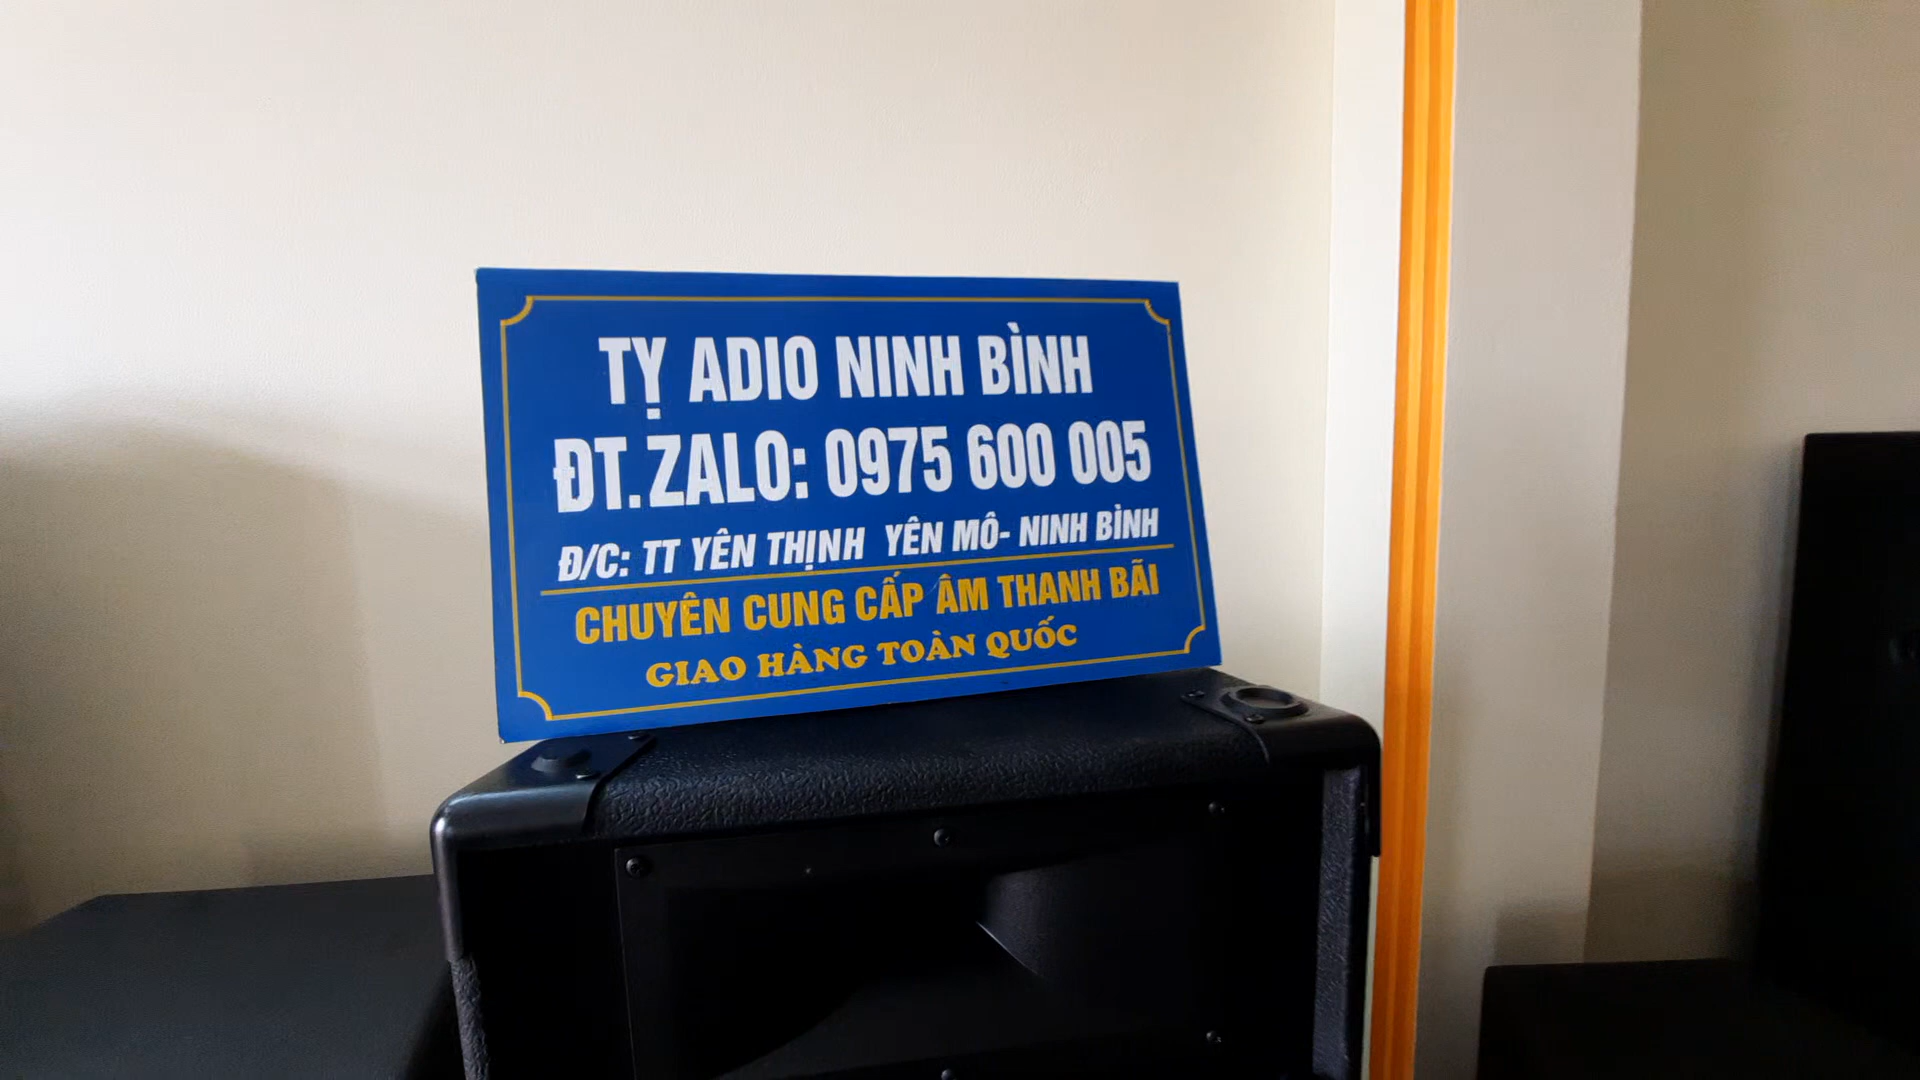 TỴ ADIO NINH BÌNH
ĐT.ZALO: 0975 600 005
Đ/C: TT YÊN THỊNH YÊN MÔ- NINH BÌNH
CHUYÊN CUNG CẤP ÂM THANH BÃI
GIAO HÀNG TOÀN QUỐC